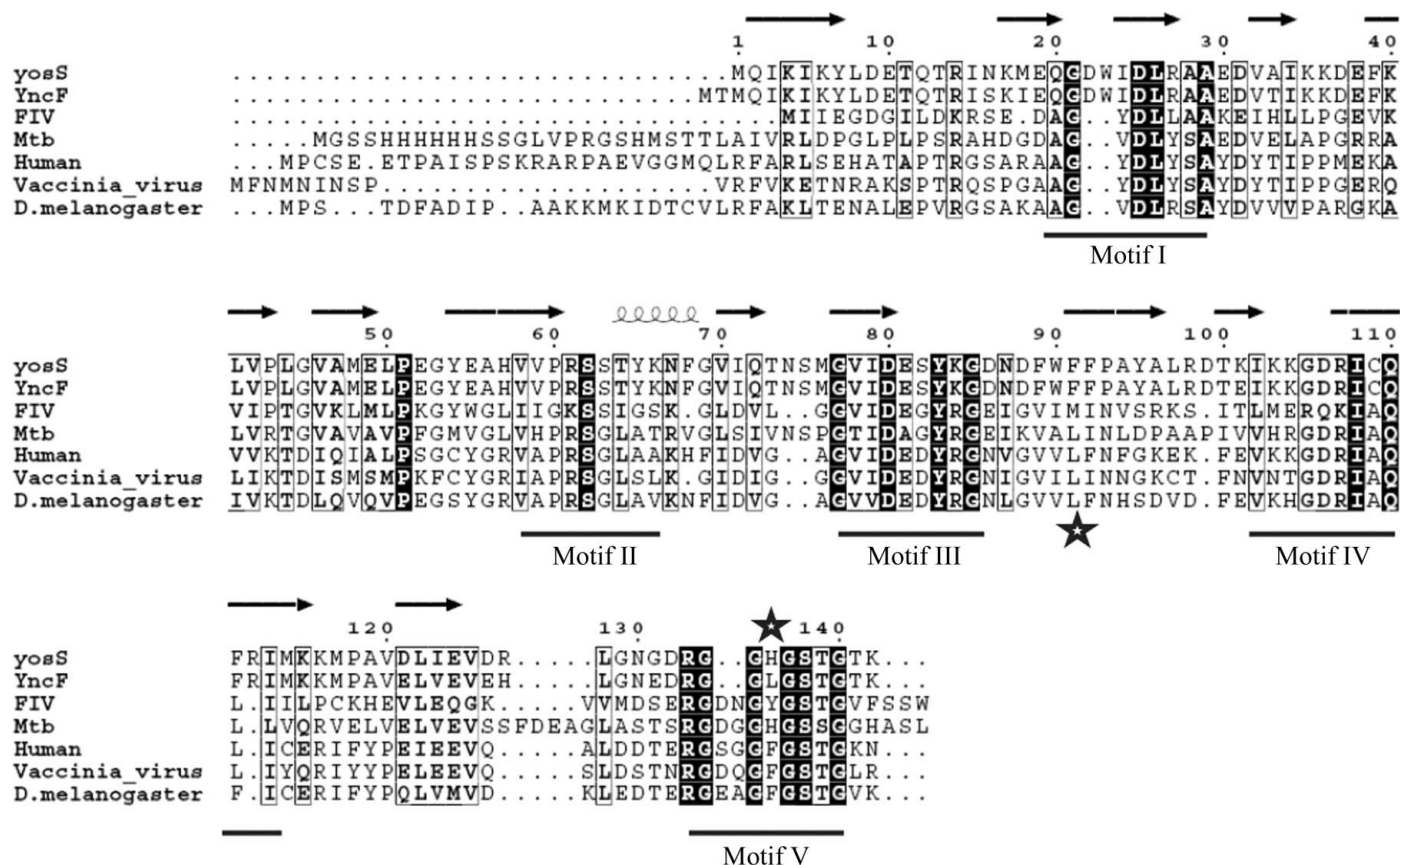 1 10 20 30 40
yosS ..............................MQIKIKYLDETQTRINKMEQGDWIDLRAAEDVAIKKDEFK
YncF ............................MTMQIKIKYLDETQTRISKIEQGDWIDLRAAEDVTIKKDEFK
FIV .................................MIIEGDGILDKRSE.DAG..YDLLAAKEIHLLPGEVK
Mtb .....MGSSHHHHHHSSGLVPRGSHMSTTLAIVRLDPGLPLPSRAHDGDAG..VDLYSAEDVELAPGRRA
Human ...MPCSE.ETPAISPSKRARPAEVGGMQLRFARLSEHATAPTRGSARAAG..YDLYSAYDYTIPPMEKA
Vaccinia_virus MFNMNINSP....................VRFVKETNRAKSPTRQSPGAAG..YDLYSAYDYTIPPGERQ
D.melanogaster ...MPS...TDFADIP..AAKKMKIDTCVLRFAKLTENALEPVRGSAKAAG..VDLRSAYDVVVPARGKA
Motif I
50 60 70 80 90 100 110
yosS LVPLGVAMELPEGYEAHVVPRSSTYKNFGVIQTNSMGVIDESYKGDNDFWFFPAYALRDTKIKKGDRICQ
YncF LVPLGVAMELPEGYEAHVVPRSSTYKNFGVIQTNSMGVIDESYKGDNDFWFFPAYALRDTEIKKGDRICQ
FIV VIPTGVKLMLPKGYWGLIIGKSSIGSK.GLDVL..GGVIDEGYRGEIGVIMINVSRKS.ITLMERQKIAQ
Mtb LVRTGVAVAVPFGMVGLVHPRSGLATRVGLSIVNSPGTIDAGYRGEIKVALINLDPAAPIVVHRGDRIAQ
Human VVKTDIQIALPSGCYGRVAPRSGLAAKHFIDVG..AGVIDEDYRGNVGVVLFNFGKEK.FEVKKGDRIAQ
Vaccinia_virus LIKTDISMSMPKFCYGRIAPRSGLSLK.GIDIG..GGVIDEDYRGNIGVILINNGKCT.FNVNTGDRIAQ
D.melanogaster IVKTDLQVQVPEGSYGRVAPRSGLAVKNFIDVG..AGVVDEDYRGNLGVVLFNHSDVD.FEVKHGDRIAQ
Motif II Motif III Motif IV
120 130 140
yosS FRIMKKMPAVDLIEVDR.....LGNGDRG..GHGSTGTK...
YncF FRIMKKMPAVELVEVEH.....LGNEDRG..GLGSTGTK...
FIV L.IILPCKHEVLEQGK......VVMDSERGDNGYGSTGVFSSW
Mtb L.LVQRVELVELVEVSSFDEAGLASTSRGDGGHGSSGGHASL
Human L.ICERIFYPEIEEVQ.....ALDDTERGSGGFGSTGKN...
Vaccinia_virus L.IYQRIYYPELEEVQ.....SLDSTNRGDQGFGSTGLR...
D.melanogaster F.ICERIFYPQLVMVD.....KLEDTERGEAGFGSTGVK...
Motif V